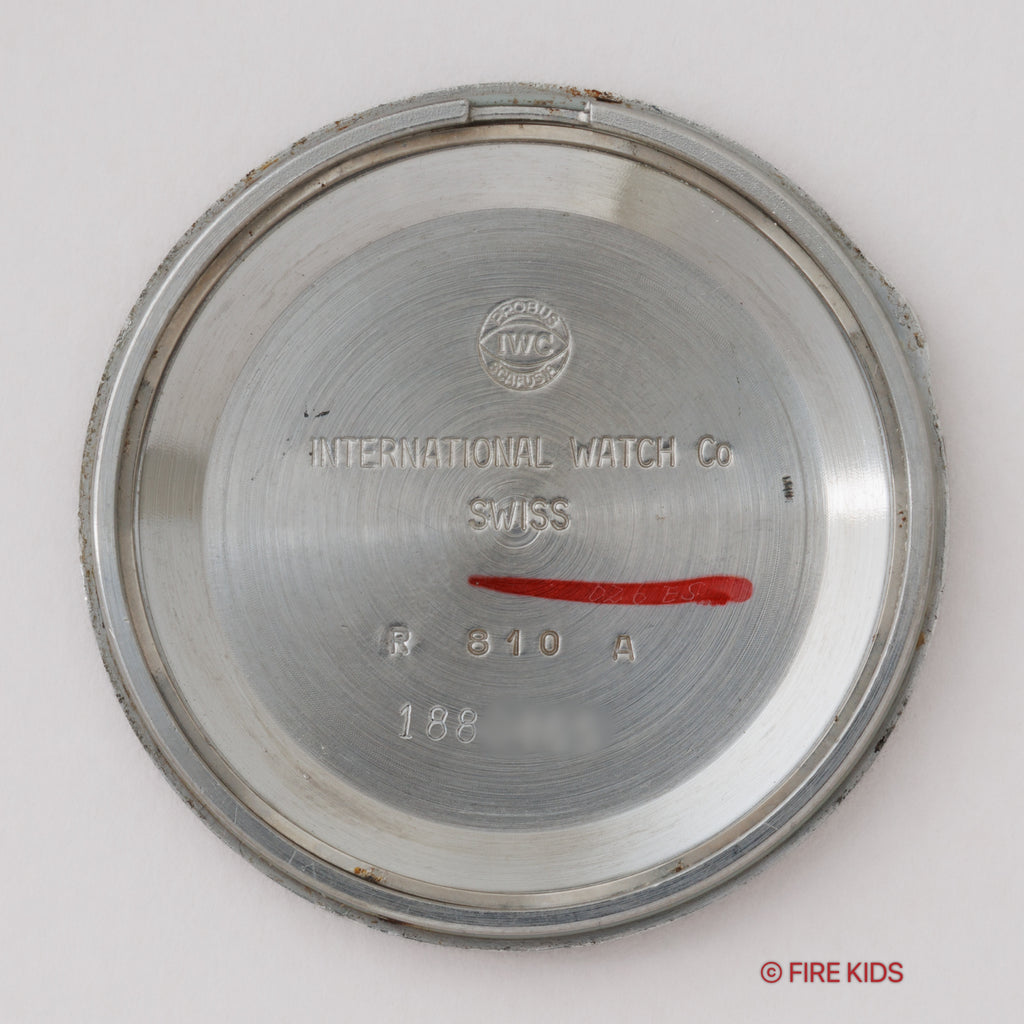 PROBUS
IWC
SCAFUSIA
INTERNATIONAL WATCH Co
SWISS
R 810 A
188
© FIRE KIDS